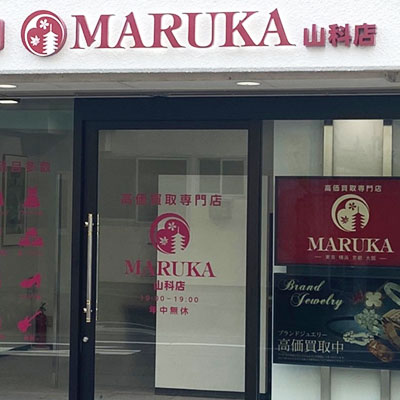 MARUKA 山科店
高価買取専門店
MARUKA
山科店
10:00-19:00
年中無休
高価買取専門店
MARUKA
東京 横浜 京都 大阪
Brand
Jewelry
ブランドジュエリー
高価買取中